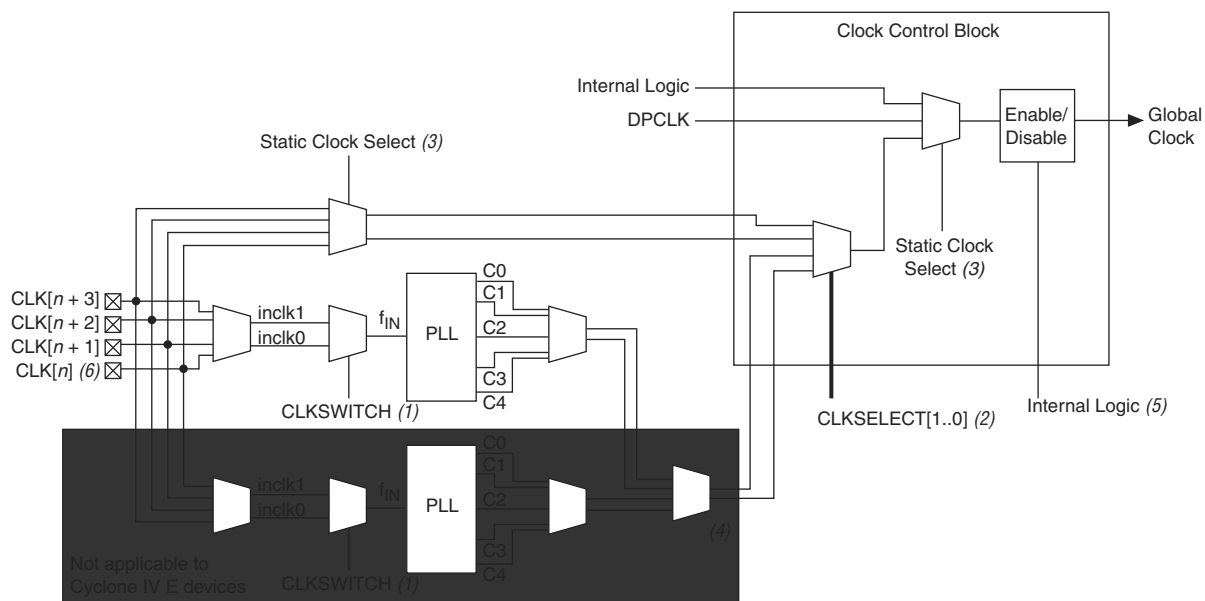 Clock Control Block
Internal Logic
DPCLK
Enable/
Disable
Global
Clock
Static Clock Select (3)
Static Clock
Select (3)
CLK[n + 3]
CLK[n + 2]
CLK[n + 1]
CLK[n] (6)
inclk1
inclk0
fIN
PLL
C0
C1
C2
C3
C4
CLKSWITCH (1)
CLKSELECT[1..0] (2)
Internal Logic (5)
inclk1
inclk0
fIN
PLL
C0
C1
C2
C3
C4
(4)
CLKSWITCH (1)
Not applicable to
Cyclone IV E devices